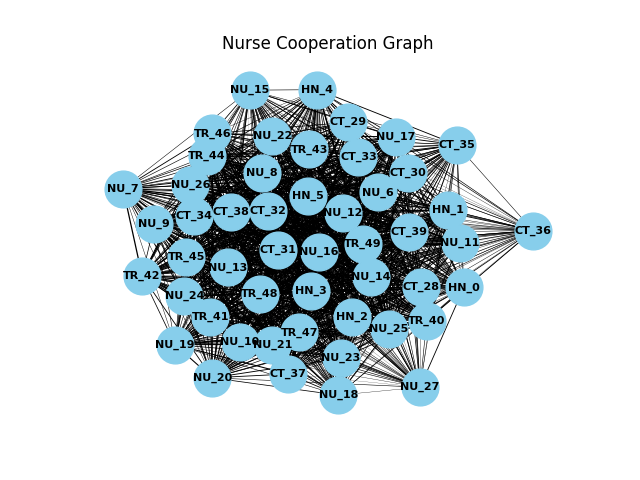 Nurse Cooperation Graph
NU_15
HN_4
CT_29
TR_46
NU_22
NU_17
CT_35
TR_43
TR_44
CT_33
NU_8
CT_30
NU_26
NU_7
NU_6
HN_5
CT_34
CT_38
CT_32
NU_12
HN_1
NU_9
CT_39
CT_36
NU_11
TR_49
CT_31
NU_16
TR_45
NU_13
TR_42
NU_14
CT_28
HN_0
HN_3
TR_48
NU_24
TR_41
HN_2
TR_40
NU_25
TR_47
NU_10
NU_21
NU_19
NU_23
CT_37
NU_20
NU_27
NU_18